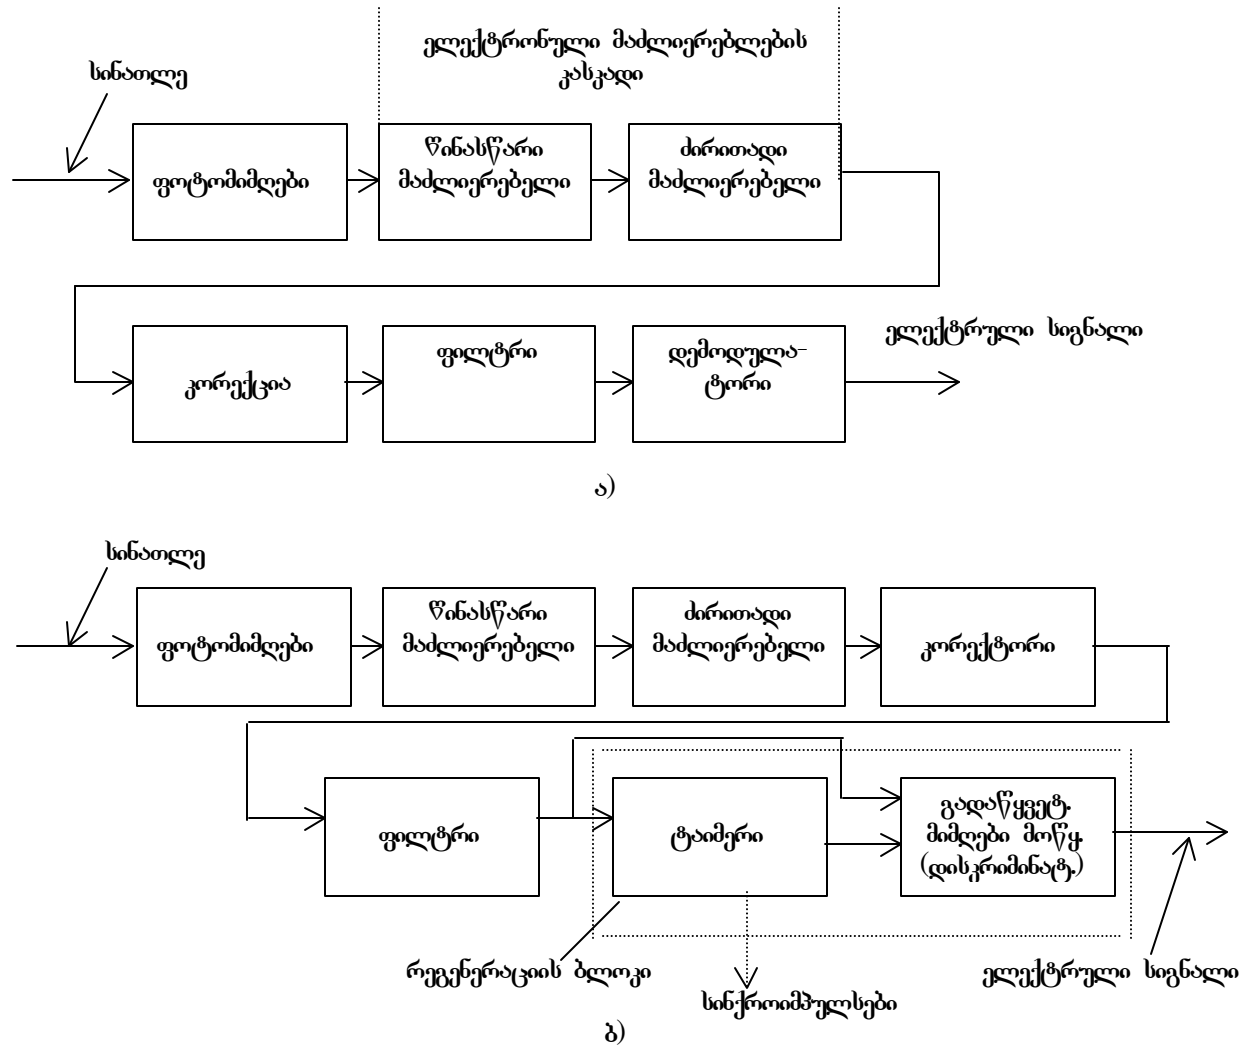 ელექტრონული მაძლიერებლების
კასკადი
სინათლე
ფოტომიმღები
წინასწარი
მაძლიერებელი
ძირითადი
მაძლიერებელი
ელექტრული სიგნალი
კორექცია
ფილტრი
დემოდულა-
ტორი
ა)
სინათლე
ფოტომიმღები
წინასწარი
მაძლიერებელი
ძირითადი
მაძლიერებელი
კორექტორი
ფილტრი
ტაიმერი
გადაწყვეტ.
მიმღები მოწყ.
(დისკრიმინატ.)
რეგენერაციის ბლოკი
ელექტრული სიგნალი
სინქროიმპულსები
ბ)